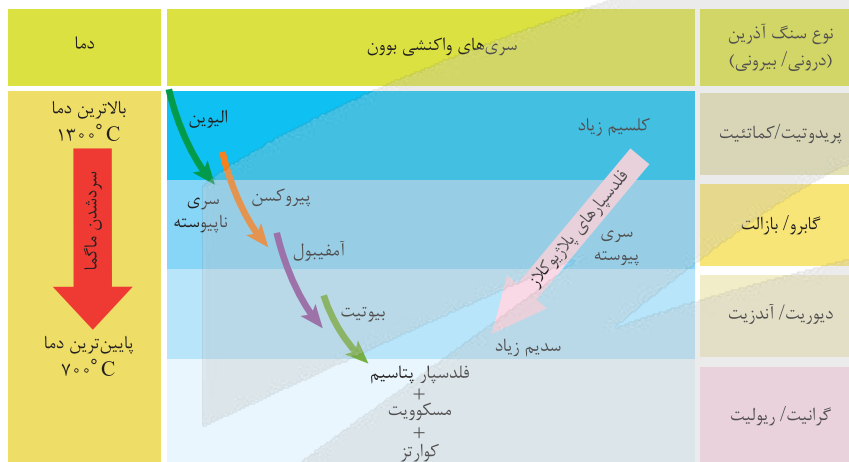 نوع سنگ آذرین
(درونی/ بیرونی)
سری‌های واکنشی بوون
دما
پریدوتیت/کماتئیت
گابرو/ بازالت
دیوریت/ آندزیت
گرانیت/ ریولیت
کلسیم زیاد
فلدسپارهای پلاژیوکلاز
سری
پیوسته
سدیم زیاد
الیوین
پیروکسن
سری
ناپیوسته
آمفیبول
بیوتیت
فلدسپار پتاسیم
+
مسکوویت
+
کوارتز
بالاترین دما
۱۳۰۰°C
سردشدن ماگما
پایین‌ترین دما
۷۰۰°C